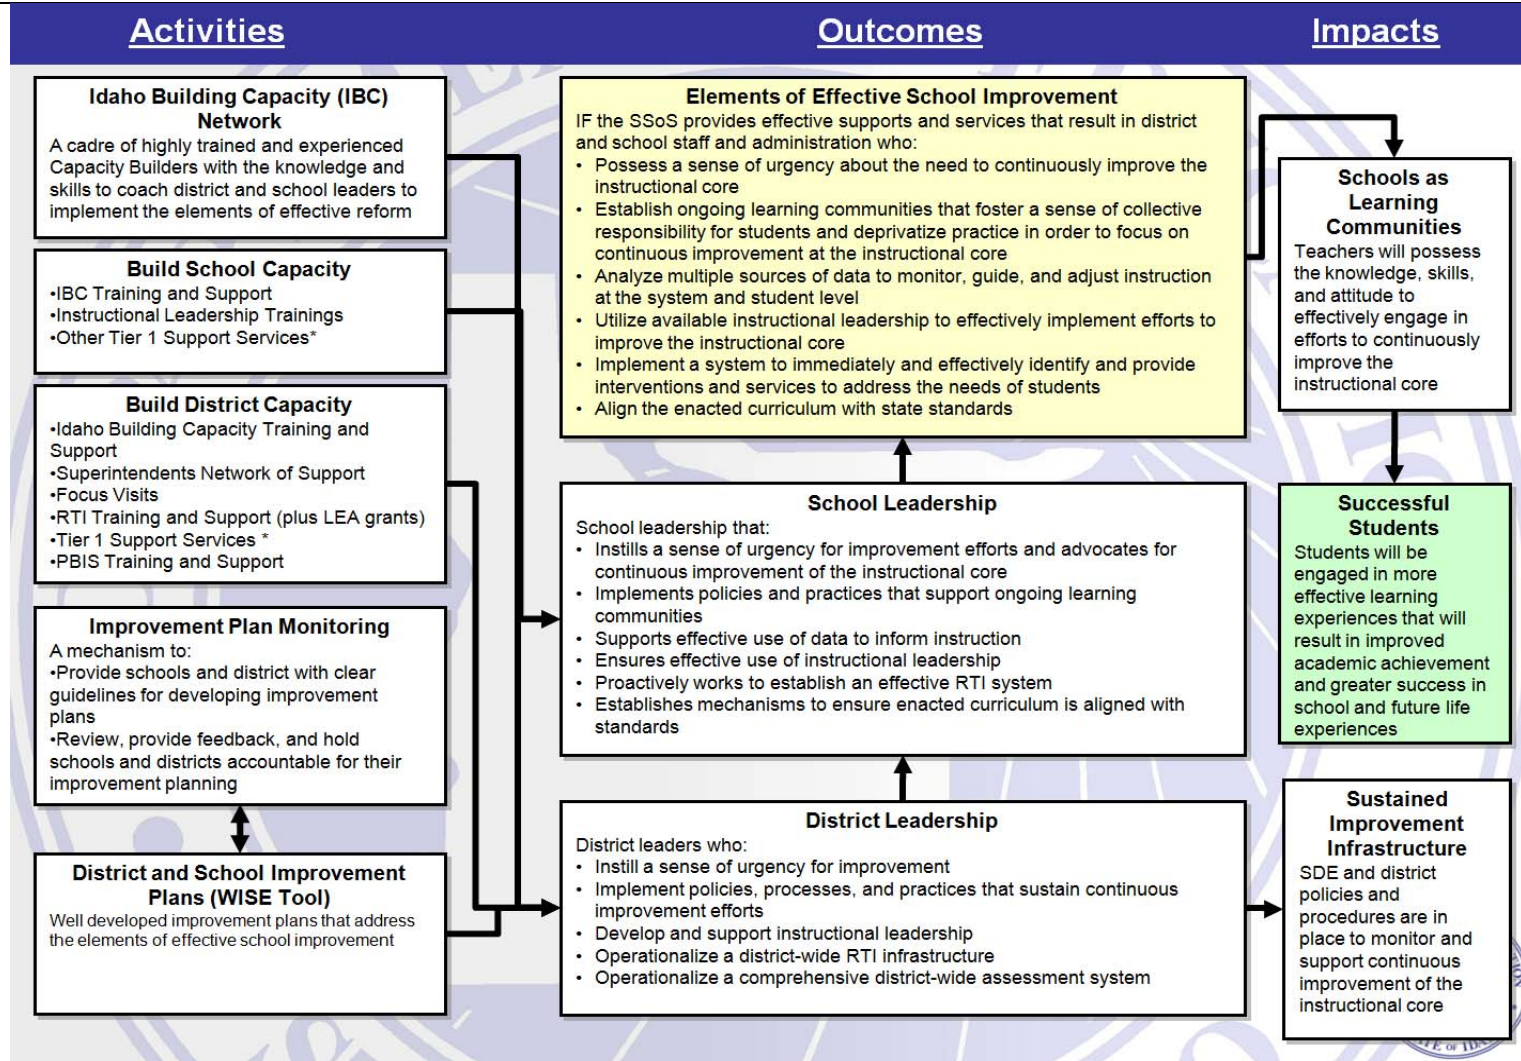 Activities
Outcomes
Impacts
Idaho Building Capacity (IBC)
Network
A cadre of highly trained and experienced
Capacity Builders with the knowledge and
skills to coach district and school leaders to
implement the elements of effective reform
Build School Capacity
•IBC Training and Support
•Instructional Leadership Trainings
•Other Tier 1 Support Services*
Build District Capacity
•Idaho Building Capacity Training and
Support
•Superintendents Network of Support
•Focus Visits
•RTI Training and Support (plus LEA grants)
•Tier 1 Support Services *
•PBIS Training and Support
Improvement Plan Monitoring
A mechanism to:
•Provide schools and district with clear
guidelines for developing improvement
plans
•Review, provide feedback, and hold
schools and districts accountable for their
improvement planning
District and School Improvement
Plans (WISE Tool)
Well developed improvement plans that address
the elements of effective school improvement
Elements of Effective School Improvement
IF the SSoS provides effective supports and services that result in district
and school staff and administration who:
• Possess a sense of urgency about the need to continuously improve the
instructional core
• Establish ongoing learning communities that foster a sense of collective
responsibility for students and deprivatize practice in order to focus on
continuous improvement at the instructional core
• Analyze multiple sources of data to monitor, guide, and adjust instruction
at the system and student level
• Utilize available instructional leadership to effectively implement efforts to
improve the instructional core
• Implement a system to immediately and effectively identify and provide
interventions and services to address the needs of students
• Align the enacted curriculum with state standards
School Leadership
School leadership that:
• Instills a sense of urgency for improvement efforts and advocates for
continuous improvement of the instructional core
• Implements policies and practices that support ongoing learning
communities
• Supports effective use of data to inform instruction
• Ensures effective use of instructional leadership
• Proactively works to establish an effective RTI system
• Establishes mechanisms to ensure enacted curriculum is aligned with
standards
District Leadership
District leaders who:
• Instill a sense of urgency for improvement
• Implement policies, processes, and practices that sustain continuous
improvement efforts
• Develop and support instructional leadership
• Operationalize a district-wide RTI infrastructure
• Operationalize a comprehensive district-wide assessment system
Schools as
Learning
Communities
Teachers will possess
the knowledge, skills,
and attitude to
effectively engage in
efforts to continuously
improve the
instructional core
Successful
Students
Students will be
engaged in more
effective learning
experiences that will
result in improved
academic achievement
and greater success in
school and future life
experiences
Sustained
Improvement
Infrastructure
SDE and district
policies and
procedures are in
place to monitor and
support continuous
improvement of the
instructional core